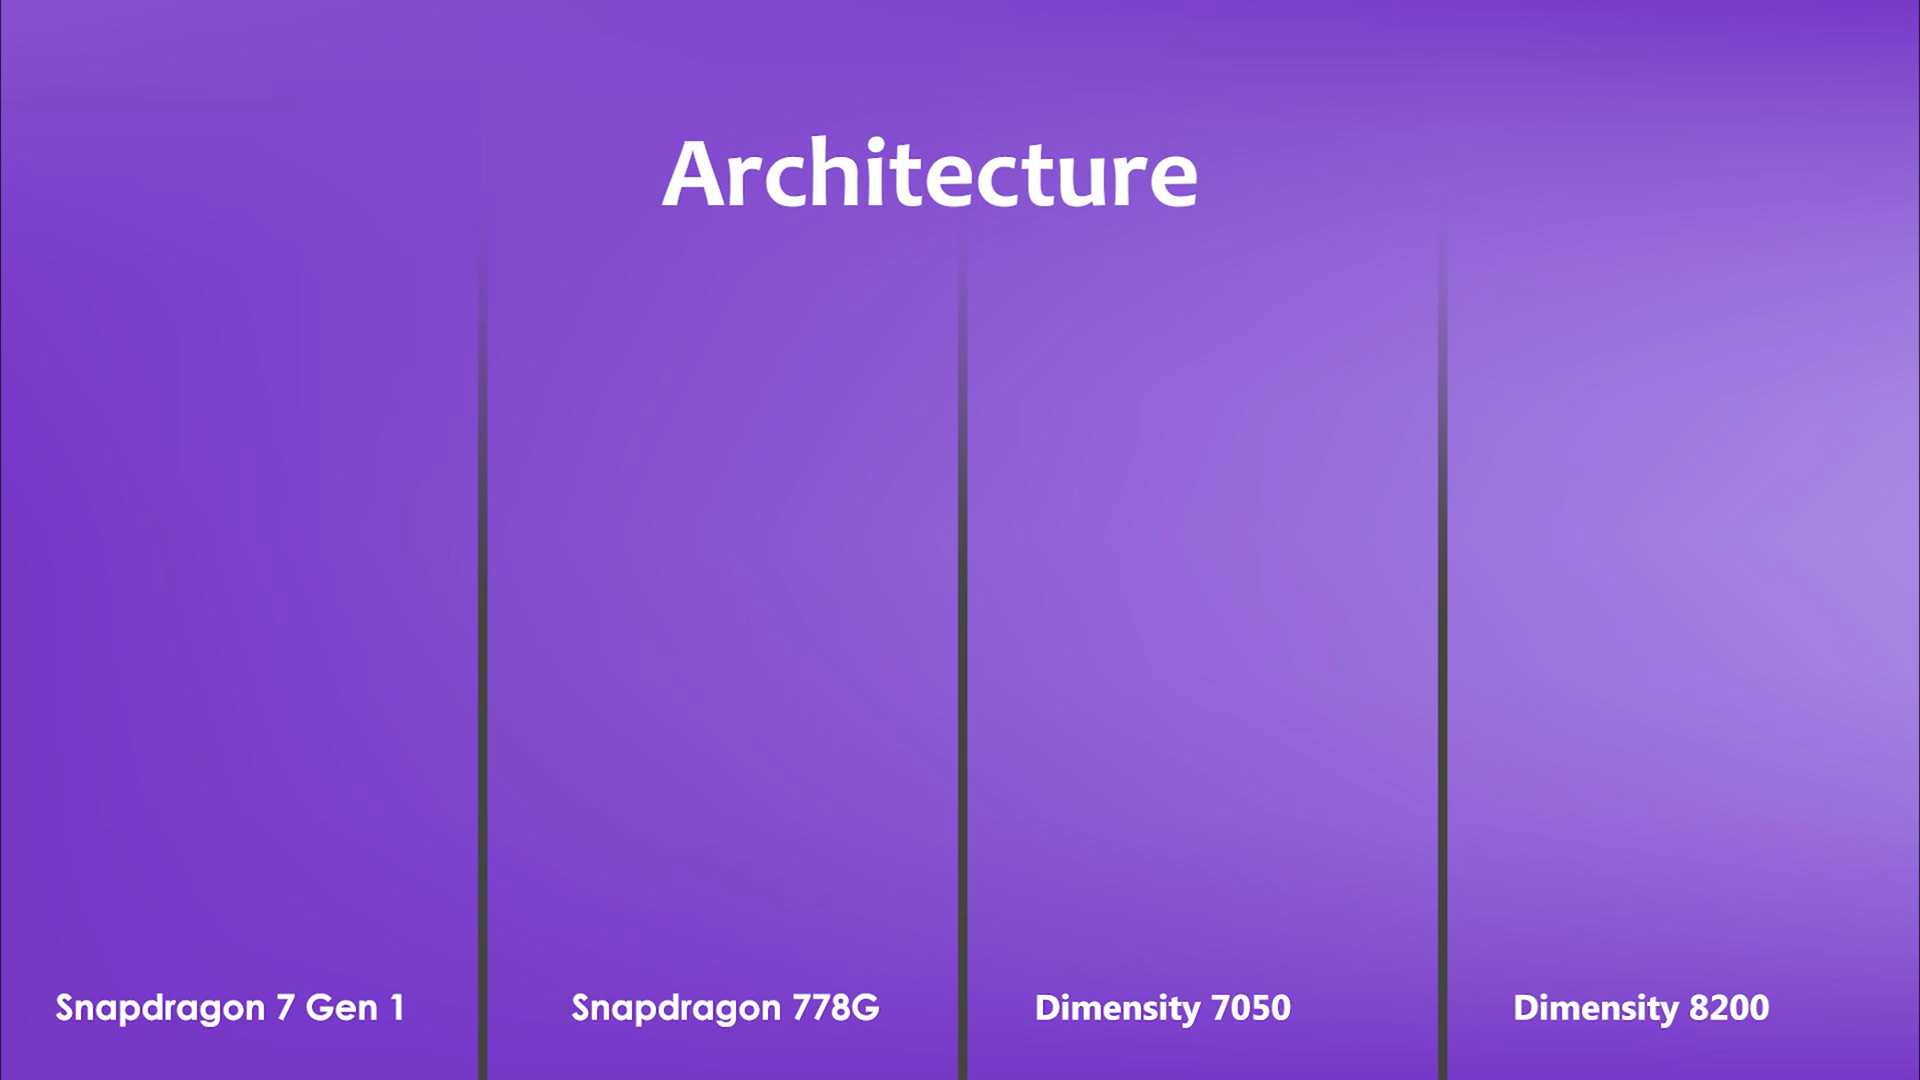 Architecture
Snapdragon 7 Gen 1
Snapdragon 778G
Dimensity 7050
Dimensity 8200